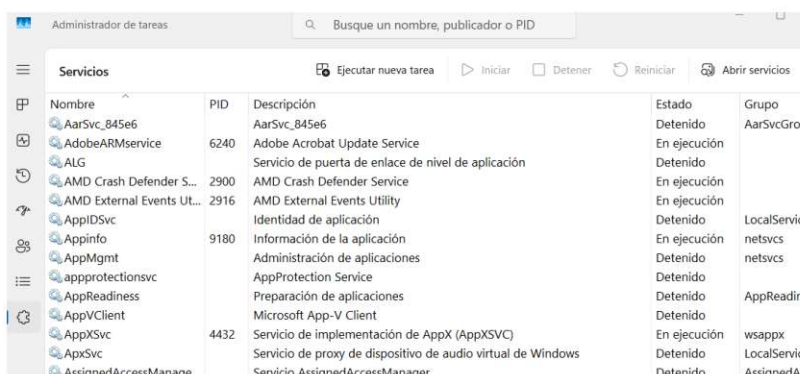 Administrador de tareas
Busque un nombre, publicador o PID
Servicios Ejecutar nueva tarea Iniciar Detener Reiniciar Abrir servicios
Nombre PID Descripción Estado Grupo
AarSvc_845e6 AarSvc_845e6 Detenido AarSvcGro
AdobeARMservice 6240 Adobe Acrobat Update Service En ejecución
ALG Servicio de puerta de enlace de nivel de aplicación Detenido
AMD Crash Defender S... 2900 AMD Crash Defender Service En ejecución
AMD External Events Ut... 2916 AMD External Events Utility En ejecución
AppIDSvc Identidad de aplicación Detenido LocalServic
Appinfo 9180 Información de la aplicación En ejecución netsvcs
AppMgmt Administración de aplicaciones Detenido netsvcs
appprotectionsvc AppProtection Service Detenido
AppReadiness Preparación de aplicaciones Detenido AppReadin
AppVClient Microsoft App-V Client Detenido
AppXSvc 4432 Servicio de implementación de AppX (AppXSVC) En ejecución wsappx
ApxSvc Servicio de proxy de dispositivo de audio virtual de Windows Detenido LocalServic
AssignedAccessManage Servicio AssignedAccessManager Detenido AssignedA